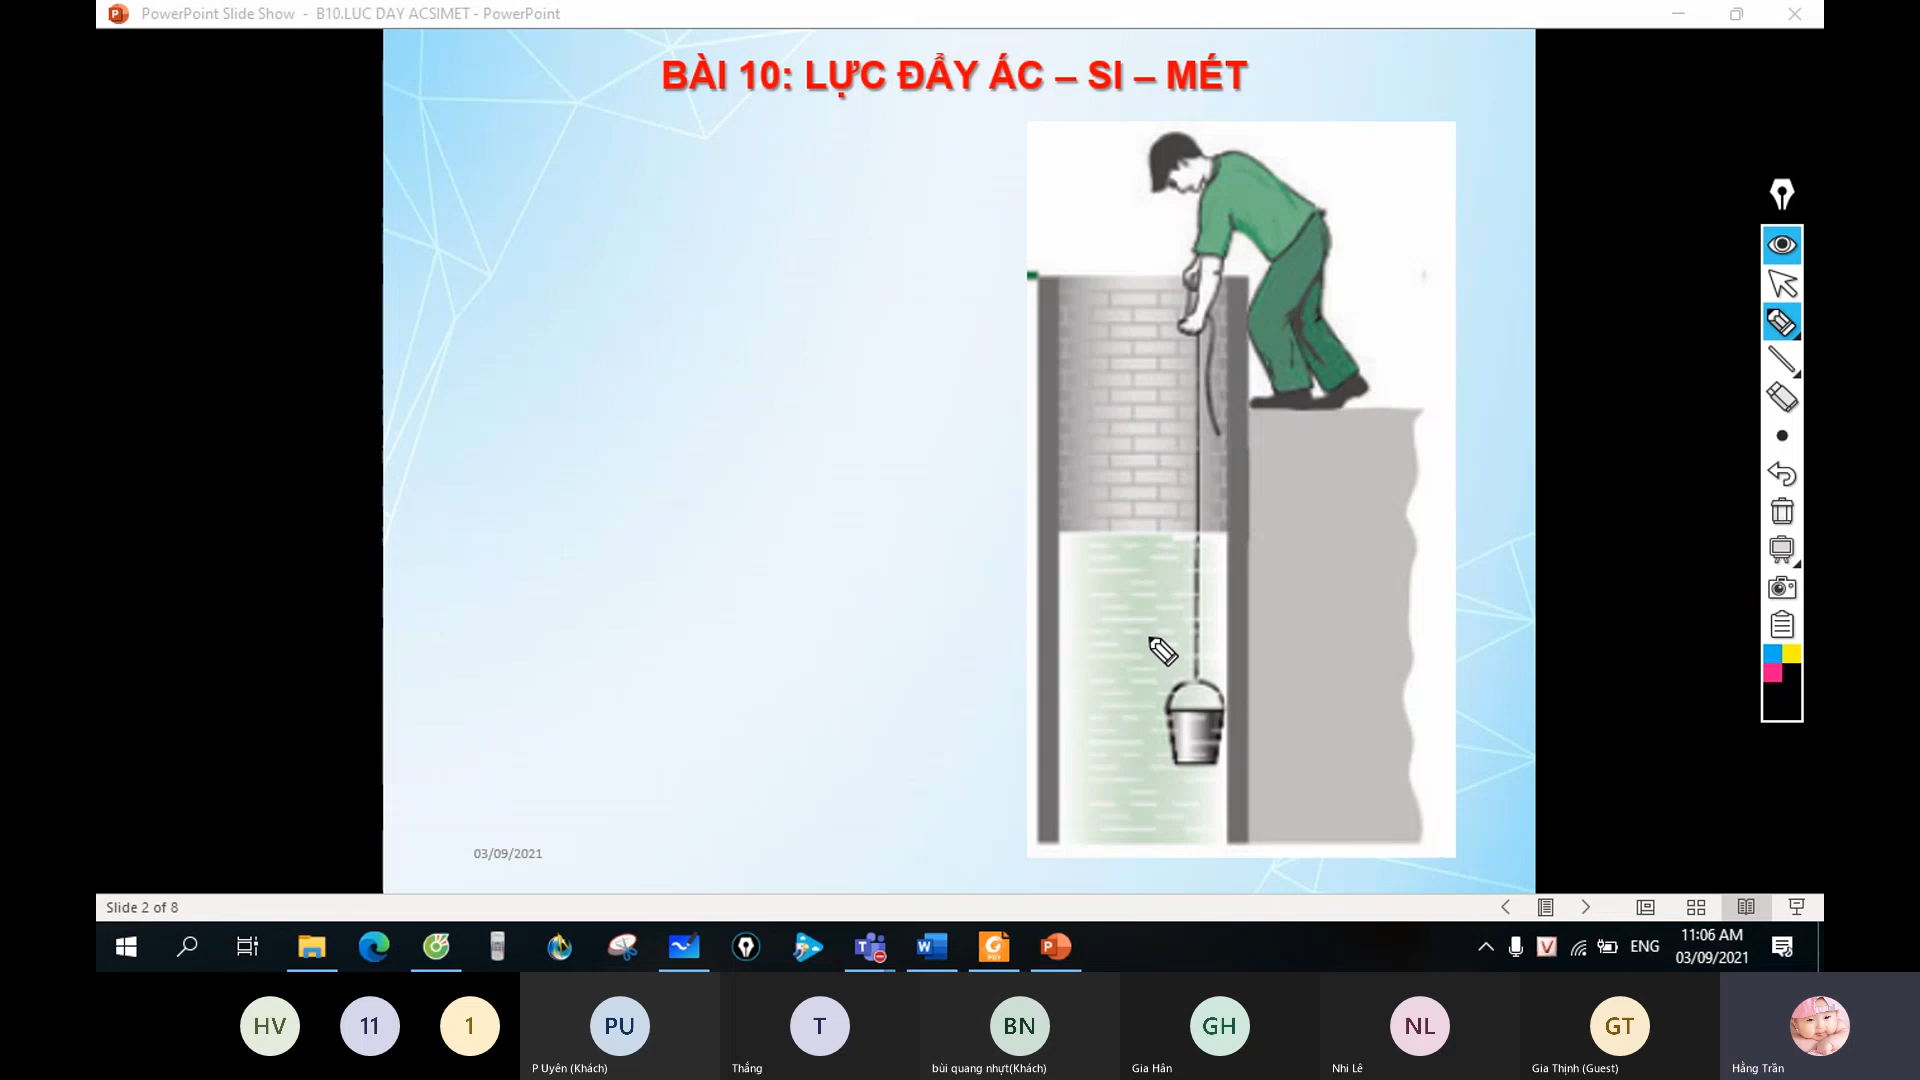 PowerPoint Slide Show - B10.LUC DAY ACSIMET - PowerPoint
BÀI 10: LỰC ĐẨY ÁC – SI – MÉT
03/09/2021
Slide 2 of 8
ENG
11:06 AM
03/09/2021
HV
11
1
PU
T
BN
GH
NL
GT
P Uyên (Khách)
Thắng
bùi quang nhựt(Khách)
Gia Hân
Nhi Lê
Gia Thịnh (Guest)
Hằng Trần